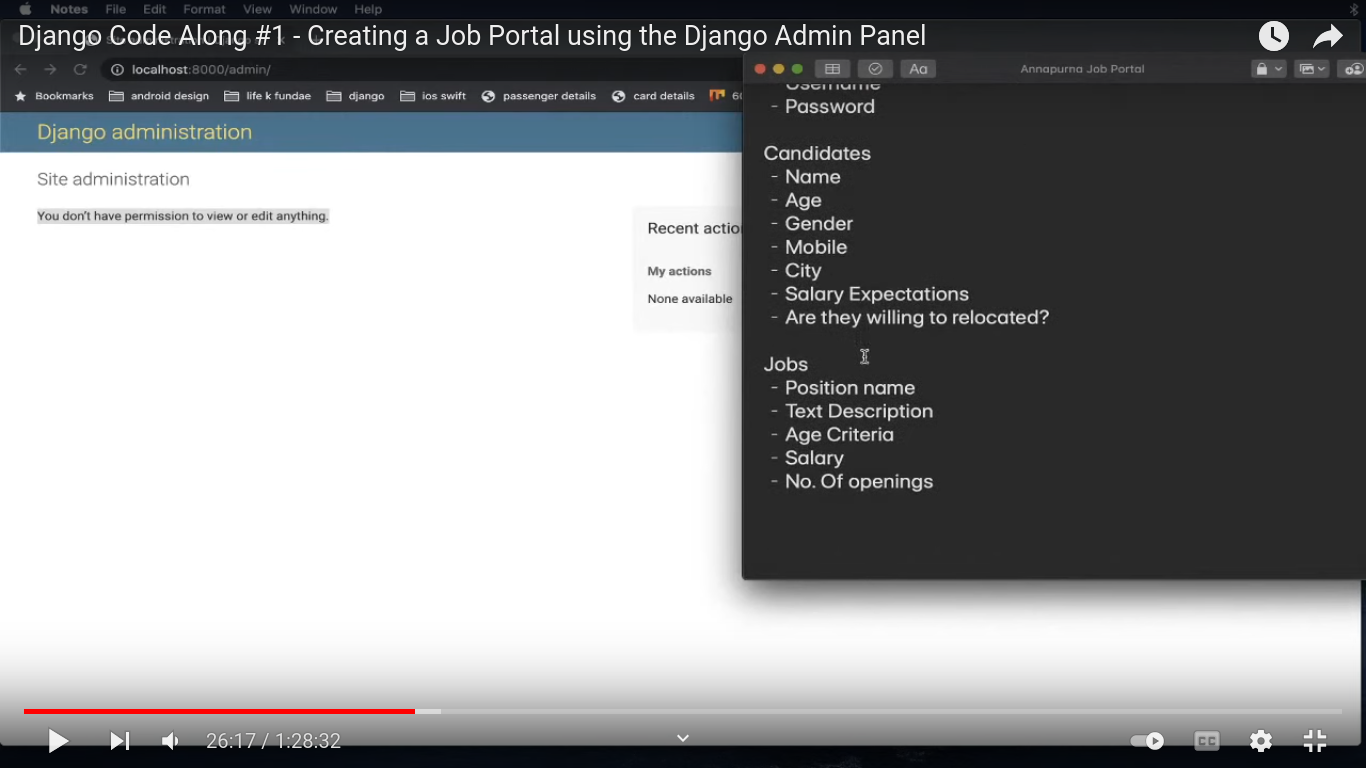 Notes File Edit Format View Window Help
Django Code Along #1 - Creating a Job Portal using the Django Admin Panel
localhost:8000/admin/
Aa
Annapurna Job Portal
Bookmarks android design life k fundae django ios swift passenger details card details
Username
- Password
Django administration
Site administration
You don't have permission to view or edit anything.
Recent actio
My actions
None available
Candidates
- Name
- Age
- Gender
- Mobile
- City
- Salary Expectations
- Are they willing to relocated?
Jobs
- Position name
- Text Description
- Age Criteria
- Salary
- No. Of openings
26:17 / 1:28:32
CC